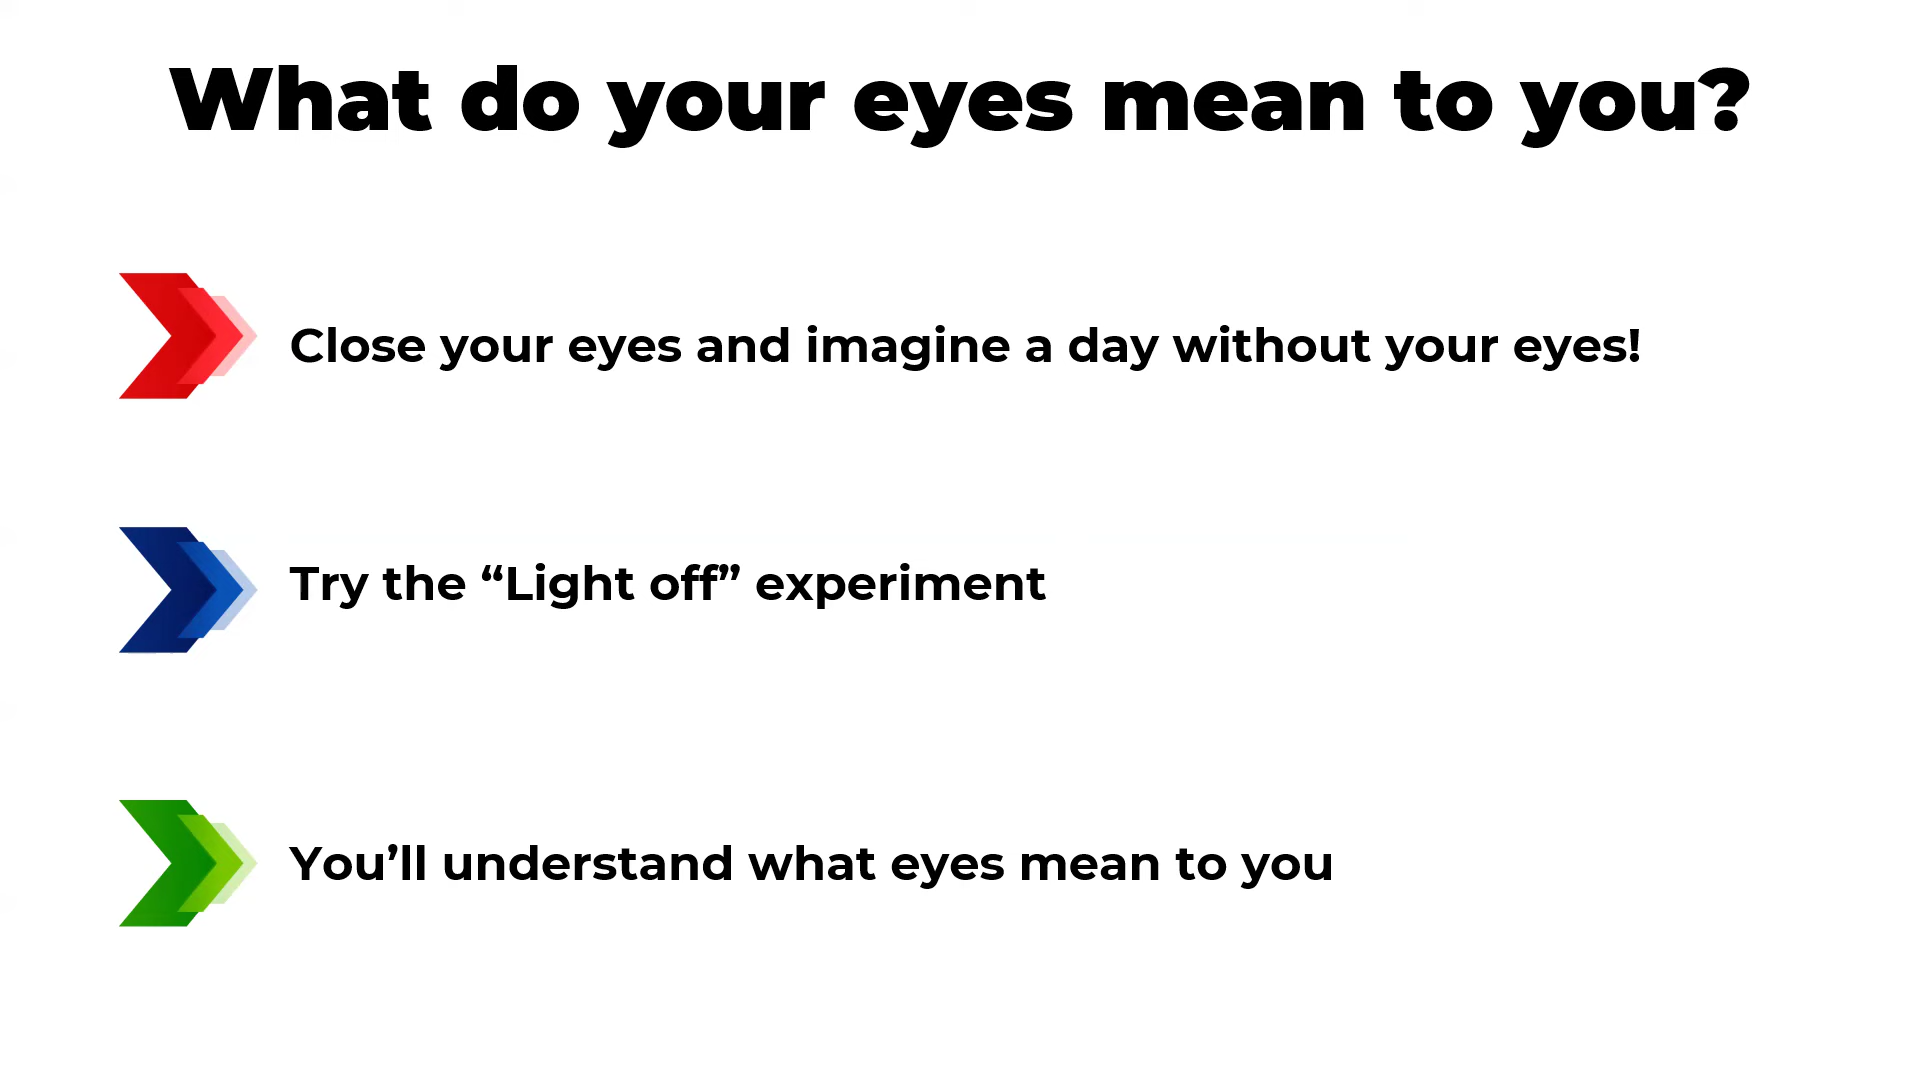 What do your eyes mean to you?
Close your eyes and imagine a day without your eyes!
Try the “Light off” experiment
You’ll understand what eyes mean to you